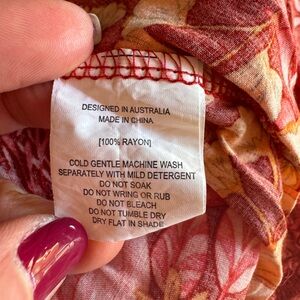 DESIGNED IN AUSTRALIA
MADE IN CHINA
[100% RAYON]
COLD GENTLE MACHINE WASH
SEPARATELY WITH MILD DETERGENT
DO NOT SOAK
DO NOT WRING OR RUB
DO NOT BLEACH
DO NOT TUMBLE DRY
DRY FLAT IN SHADE